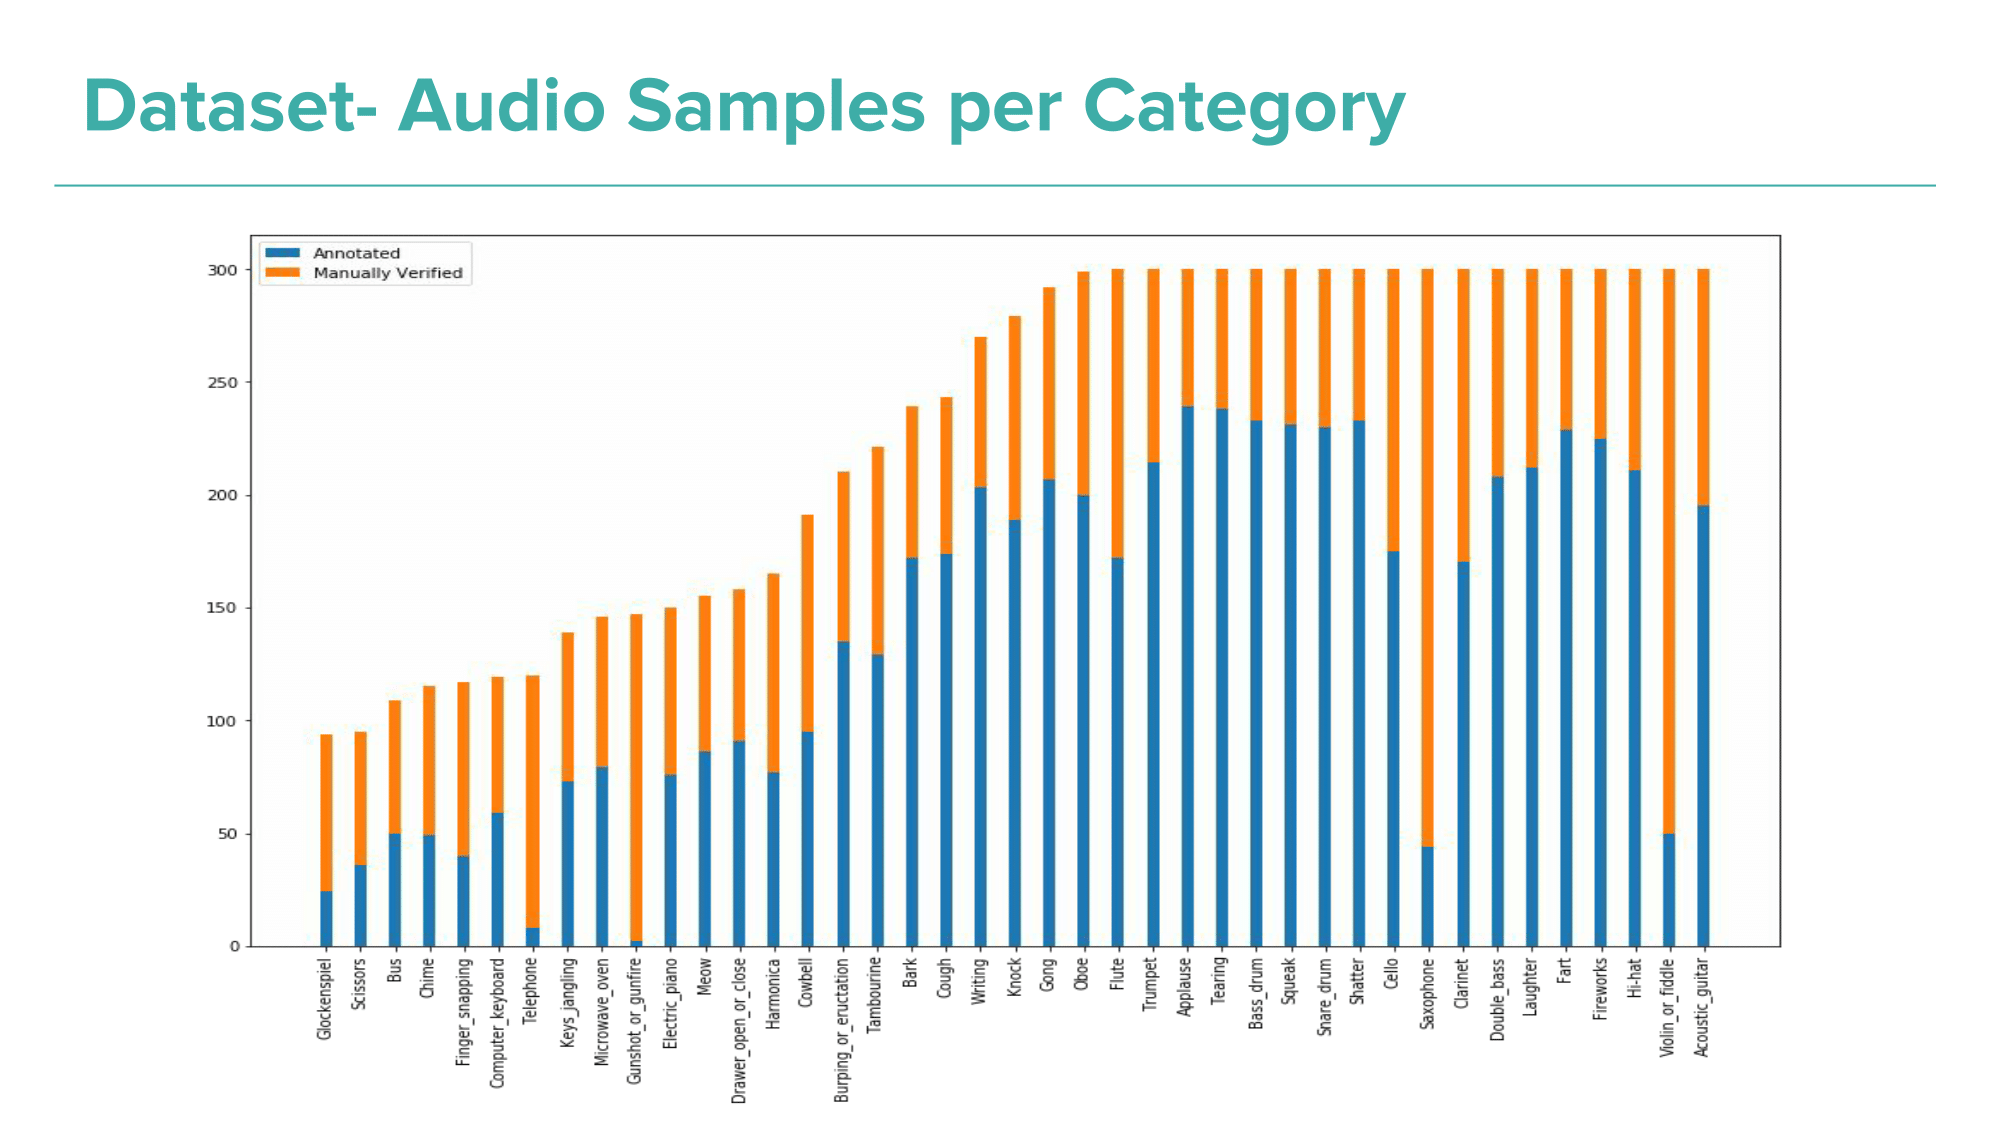 Dataset- Audio Samples per Category
Annotated
Manually Verified
300
250
200
150
100
50
0
Glockenspiel
Scissors
Bus
Chime
Finger_snapping
Computer_keyboard
Telephone
Keys_jangling
Microwave_oven
Gunshot_or_gunfire
Electric_piano
Meow
Drawer_open_or_close
Harmonica
Cowbell
Burping_or_eructation
Tambourine
Bark
Cough
Writing
Knock
Gong
Oboe
Flute
Trumpet
Applause
Tearing
Bass_drum
Squeak
Snare_drum
Shatter
Cello
Saxophone
Clarinet
Double_bass
Laughter
Fart
Fireworks
Hi-hat
Violin_or_fiddle
Acoustic_guitar